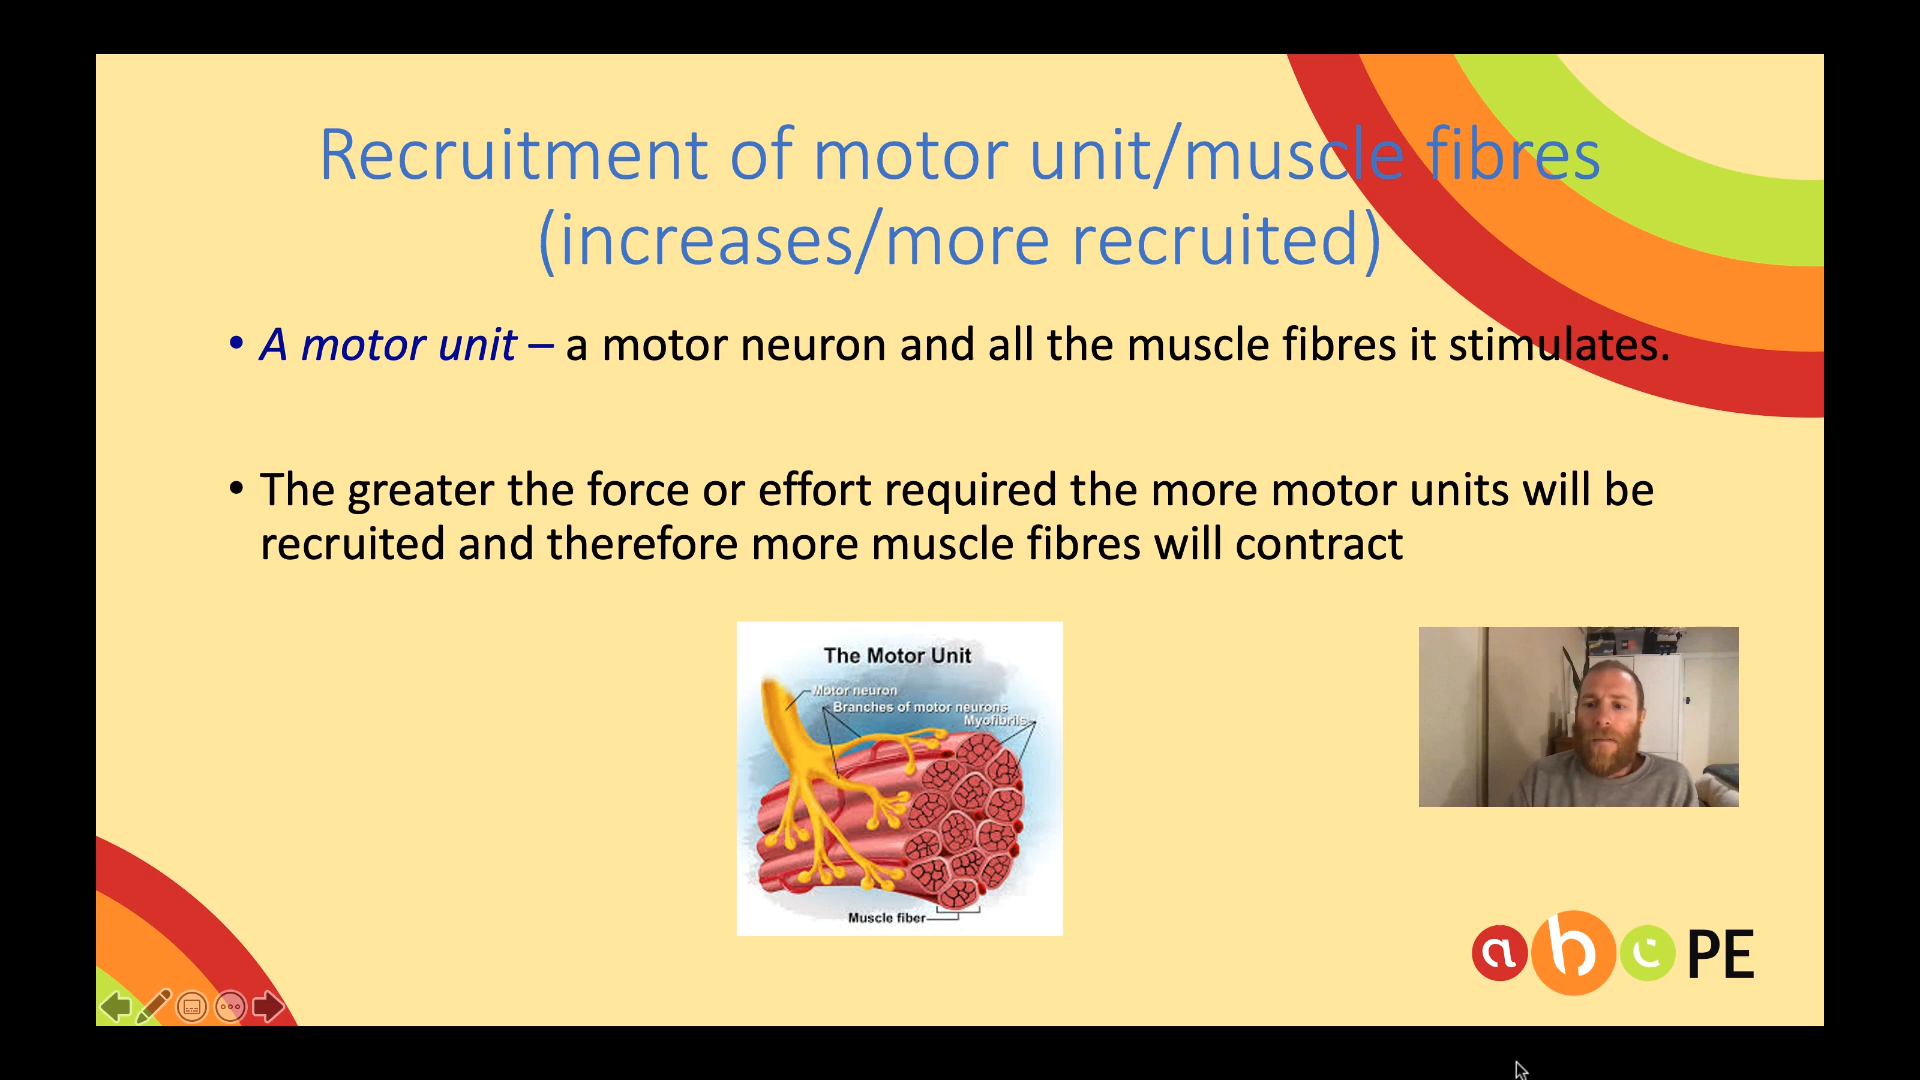 Recruitment of motor unit/muscle fibres
(increases/more recruited)
• A motor unit – a motor neuron and all the muscle fibres it stimulates.
• The greater the force or effort required the more motor units will be
recruited and therefore more muscle fibres will contract
The Motor Unit
Motor neuron
Branches of motor neurons
Myofibrils
Muscle fiber
abc PE